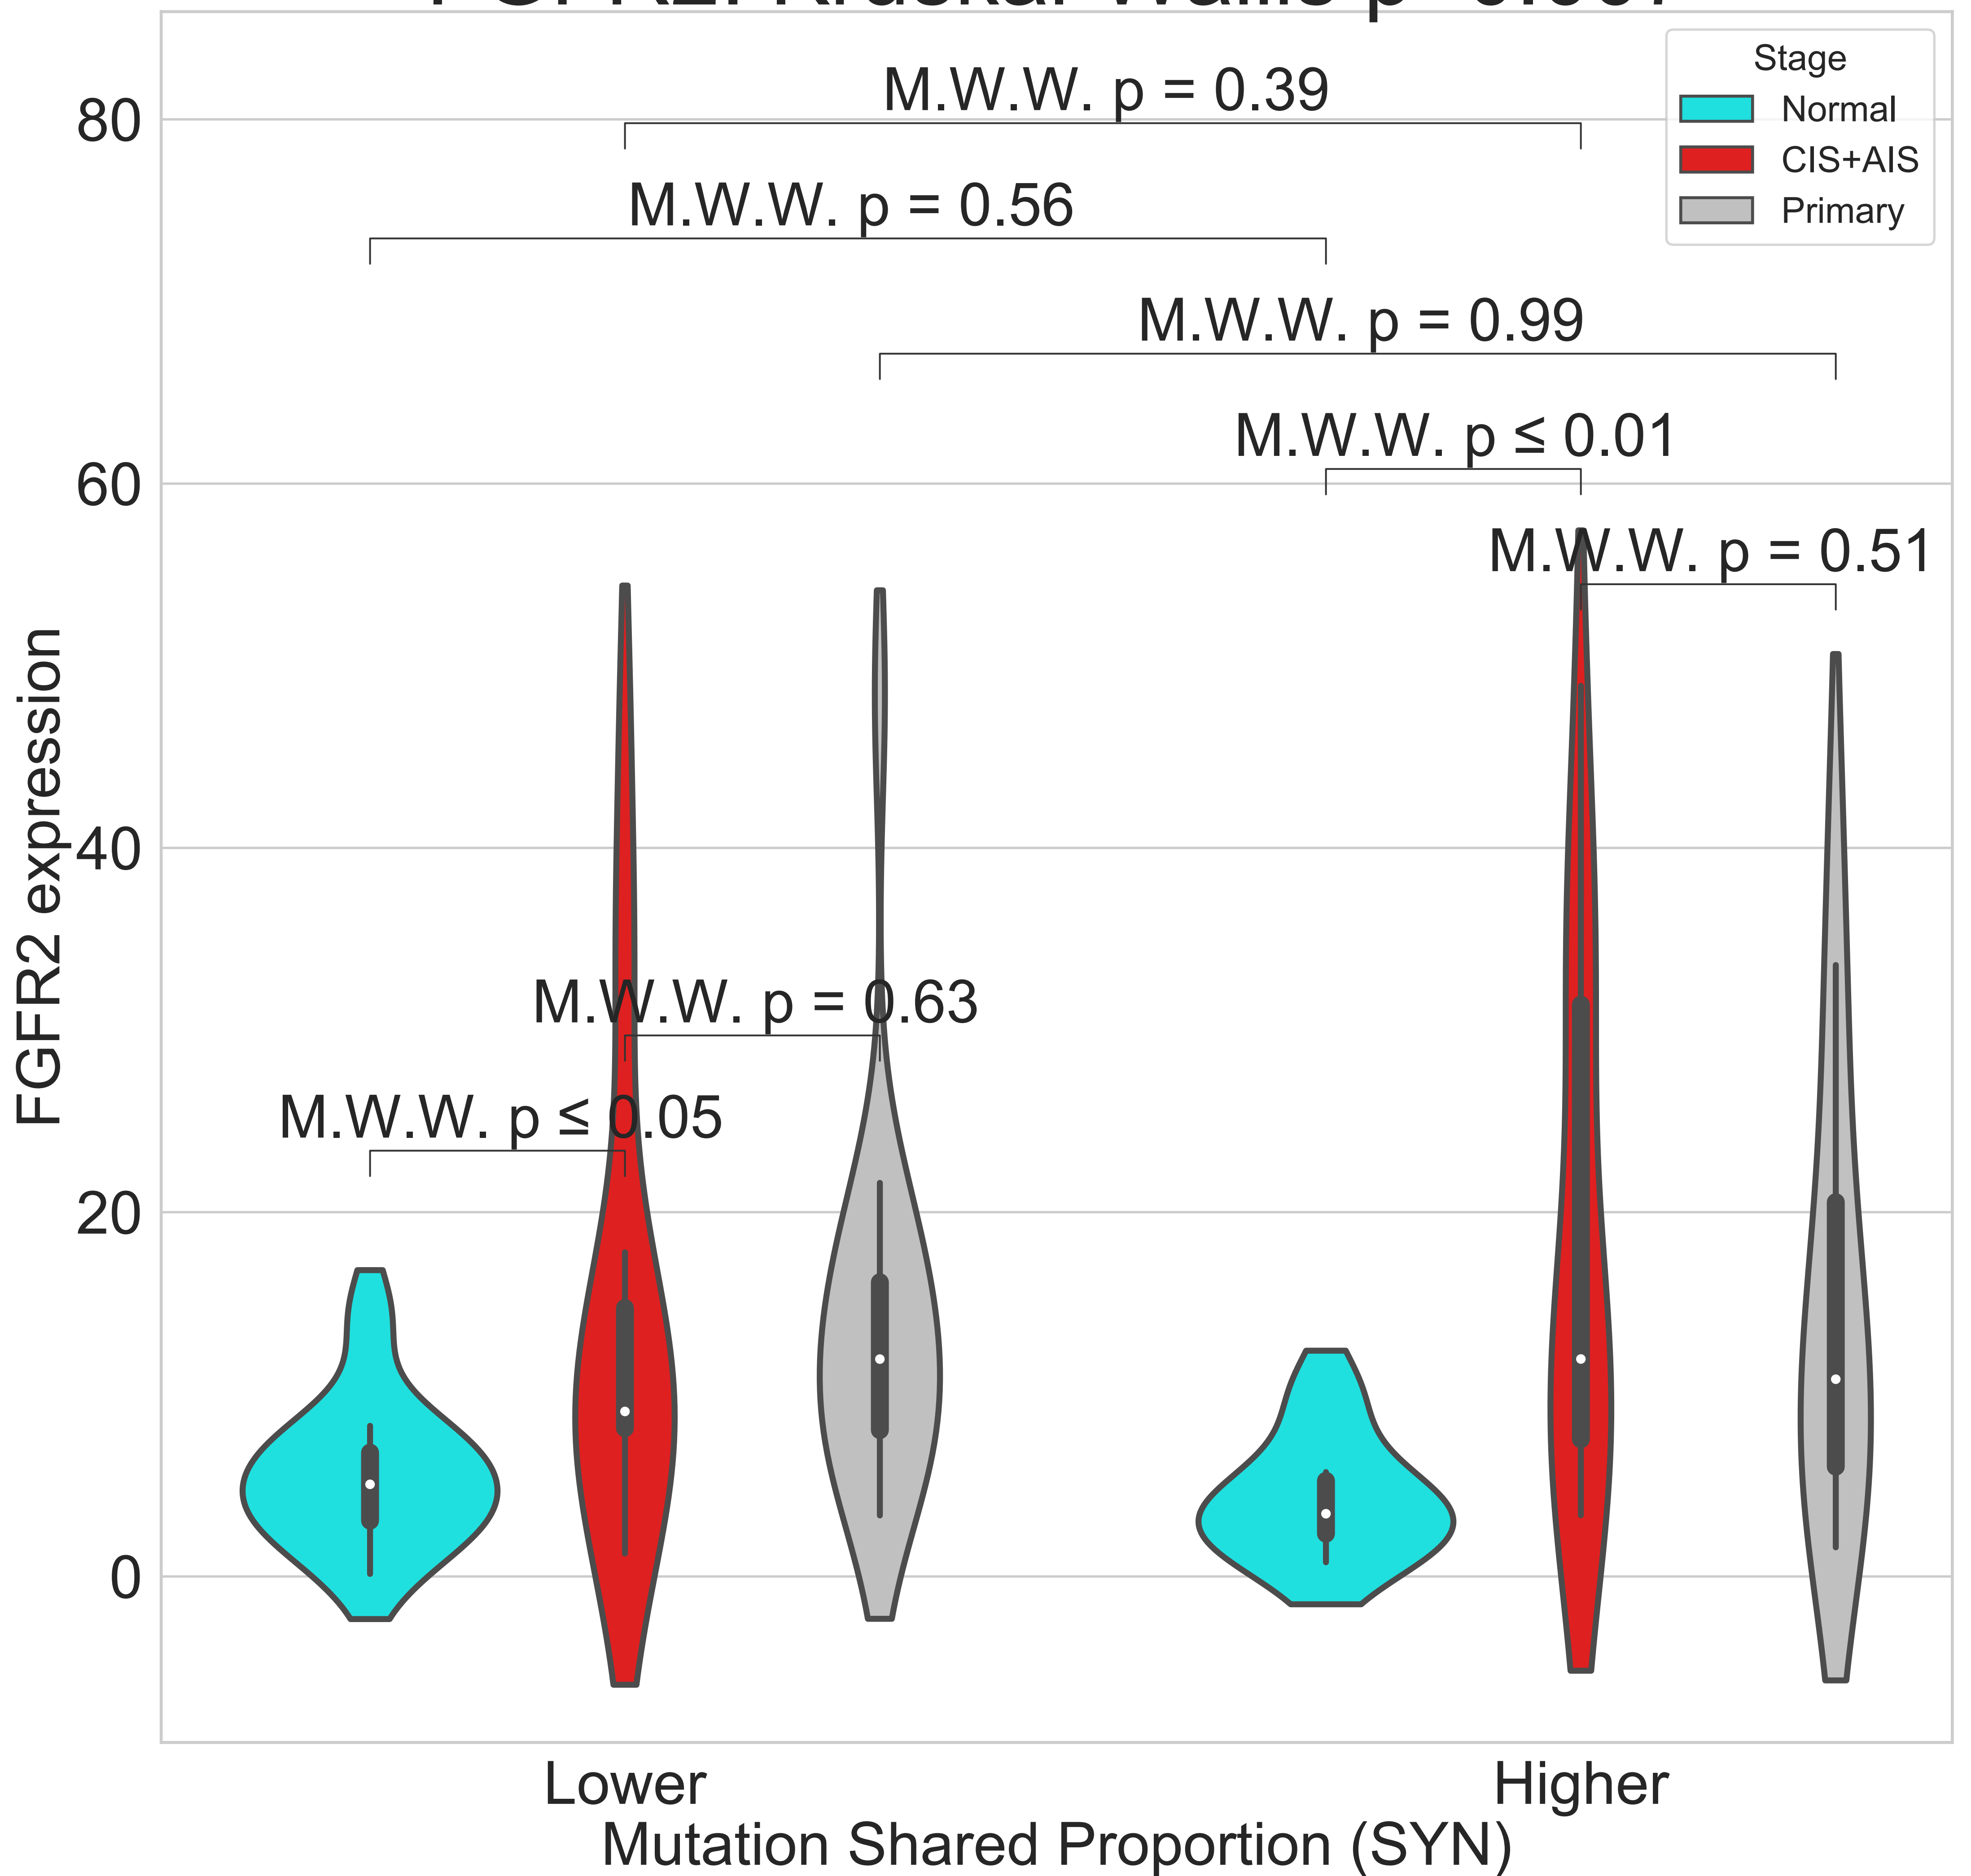 Stage
Normal
CIS+AIS
Primary
M.W.W. p = 0.39
M.W.W. p = 0.56
M.W.W. p = 0.99
M.W.W. p ≤ 0.01
M.W.W. p = 0.51
M.W.W. p = 0.63
M.W.W. p ≤ 0.05
80
60
40
20
0
FGFR2 expression
Lower
Higher
Mutation Shared Proportion (SYN)